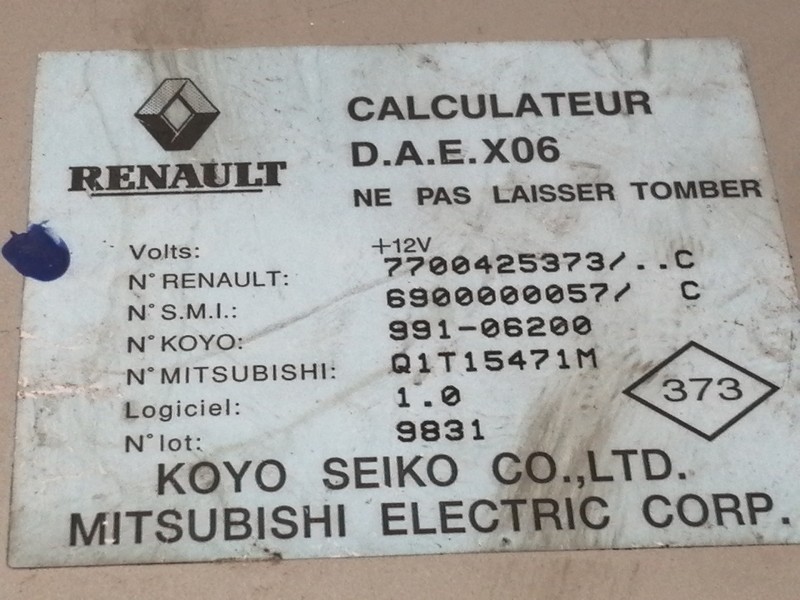 RENAULT
CALCULATEUR
D.A.E.X06
NE PAS LAISSER TOMBER
Volts: +12V
N° RENAULT: 7700425373/..C
N° S.M.I.: 6900000057/ C
N° KOYO: 991-06200
N° MITSUBISHI: Q1T15471M
Logiciel: 1.0
N° lot: 9831
373
KOYO SEIKO CO.,LTD.
MITSUBISHI ELECTRIC CORP.